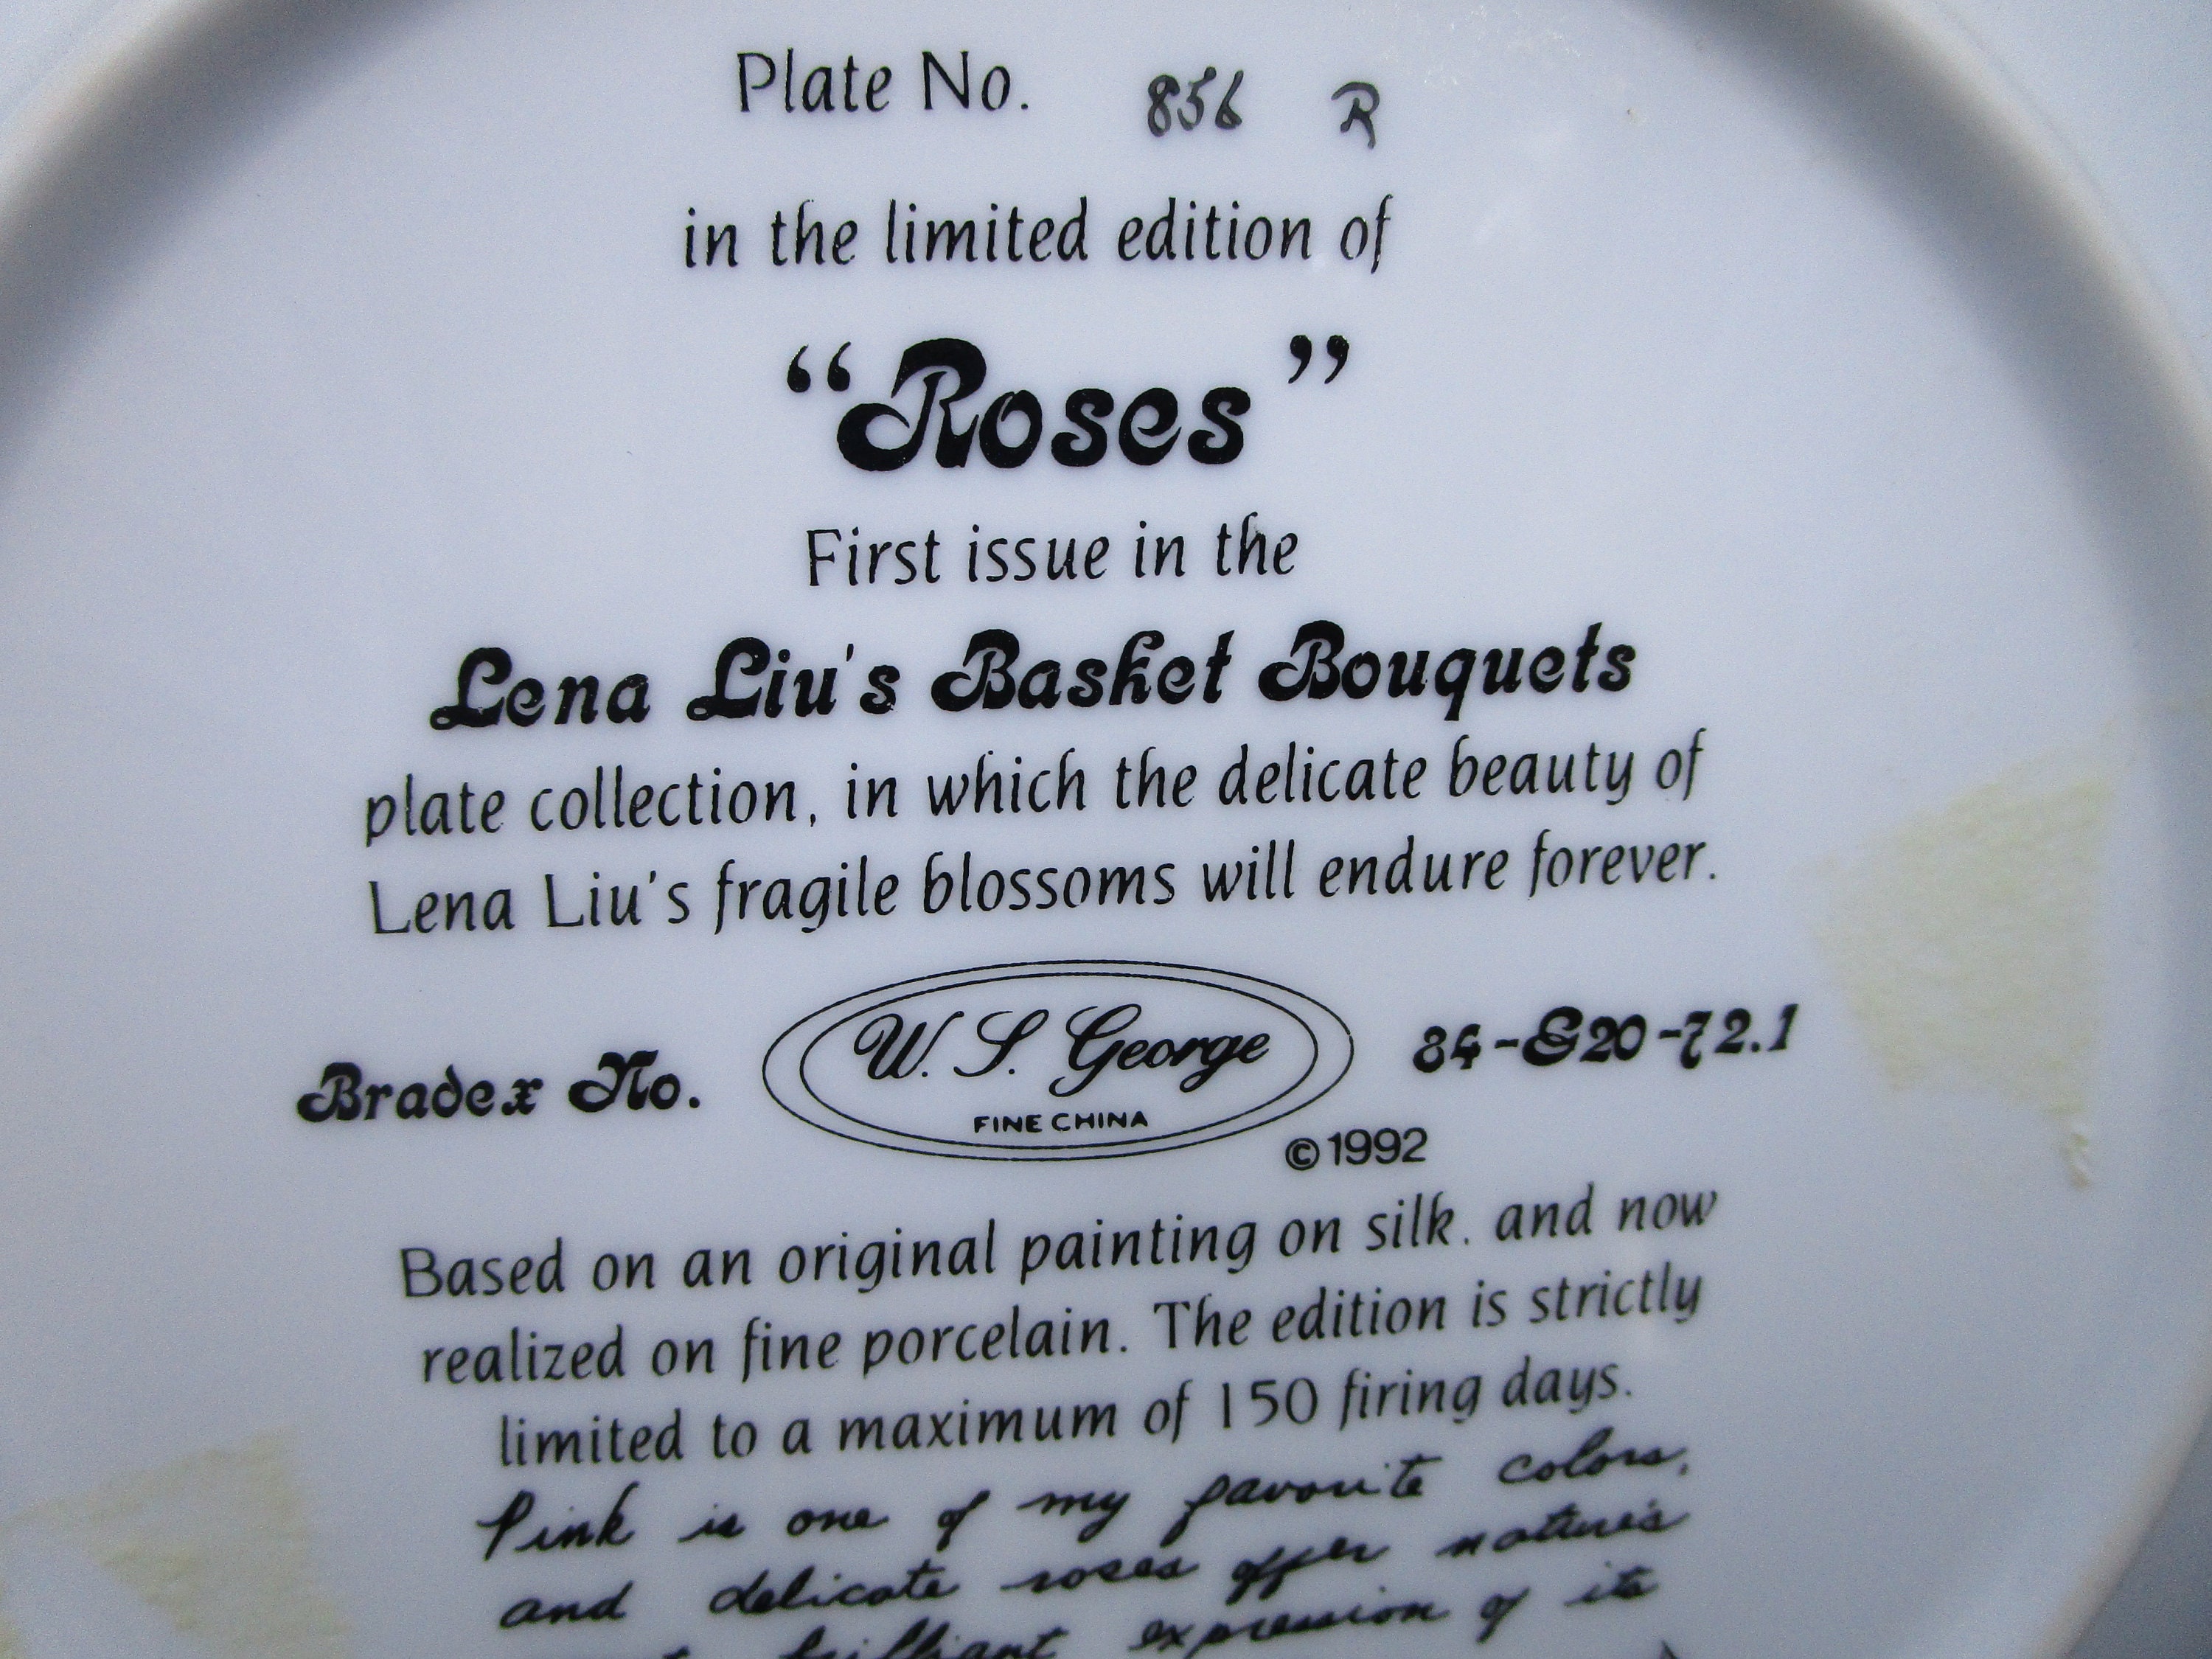 Plate No. 856 R
in the limited edition of
“Roses”
First issue in the
Lena Liu's Basket Bouquets
plate collection, in which the delicate beauty of
Lena Liu's fragile blossoms will endure forever.
Bradex No. W. S. George 84-G20-72.1
FINE CHINA
©1992
Based on an original painting on silk, and now
realized on fine porcelain. The edition is strictly
limited to a maximum of 150 firing days.
Pink is one of my favorite colors,
and delicate roses offer nature's
brilliant expression of its